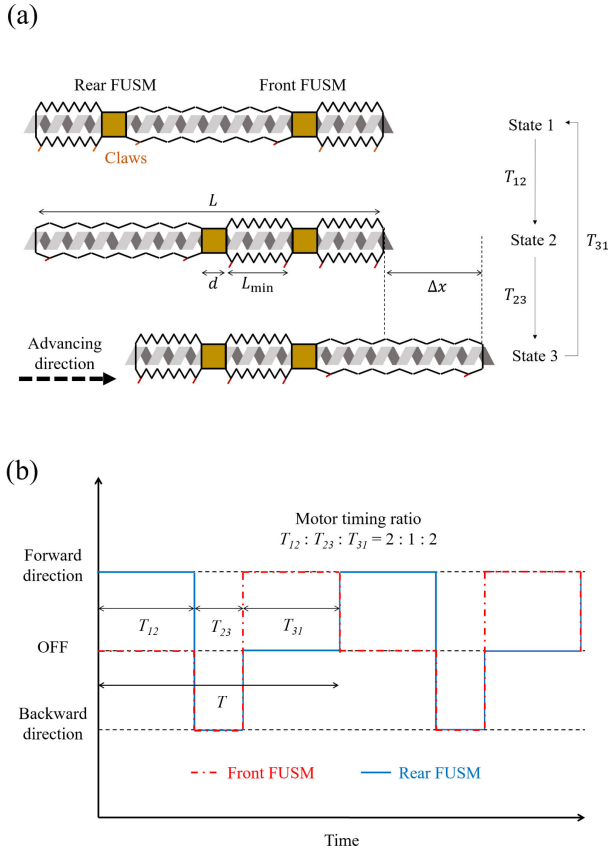 (a)
Rear FUSM
Front FUSM
Claws
State 1
T₁₂
T₃₁
L
State 2
d
Lmin
Δx
T₂₃
Advancing
direction
State 3
(b)
Motor timing ratio
T₁₂ : T₂₃ : T₃₁ = 2 : 1 : 2
Forward
direction
T₁₂
T₂₃
T₃₁
OFF
T
Backward
direction
Front FUSM
Rear FUSM
Time